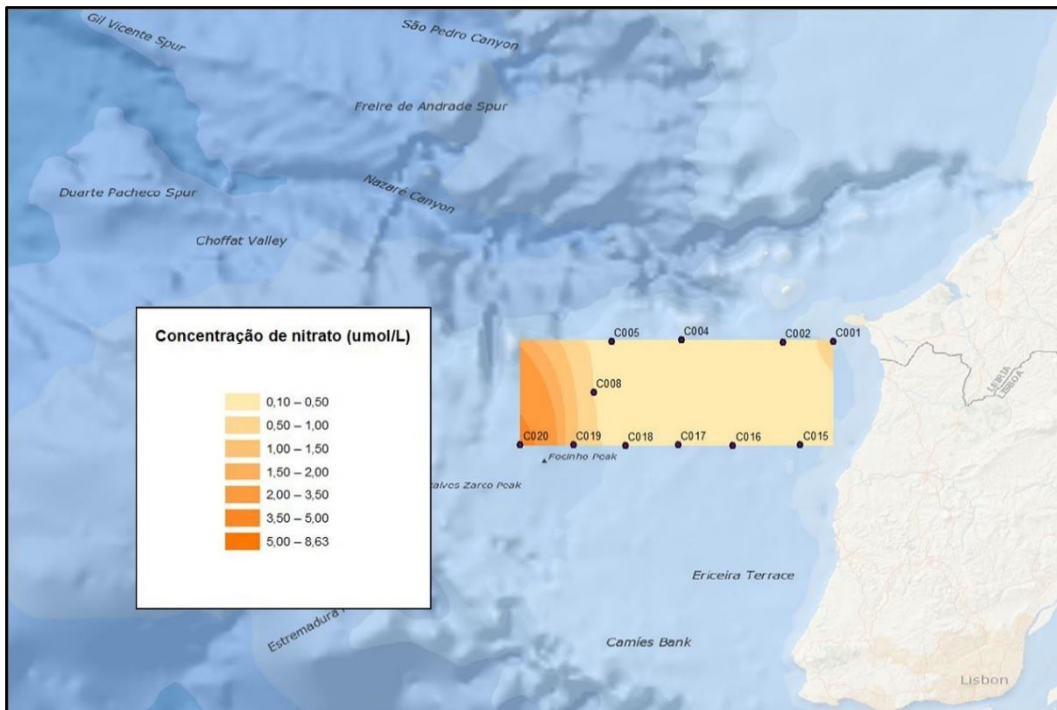 Gil Vicente Spur
São Pedro Canyon
Freire de Andrade Spur
Duarte Pacheco Spur
Nazaré Canyon
Choffat Valley
Concentração de nitrato (umol/L)
0,10 – 0,50
0,50 – 1,00
1,00 – 1,50
1,50 – 2,00
2,00 – 3,50
3,50 – 5,00
5,00 – 8,63
C005
C004
C002
C001
C008
C020
C019
C018
C017
C016
C015
Focinho Peak
Zarco Peak
LEIRIA
LISBOA
Ericeira Terrace
Estremadura
Camões Bank
Lisbon